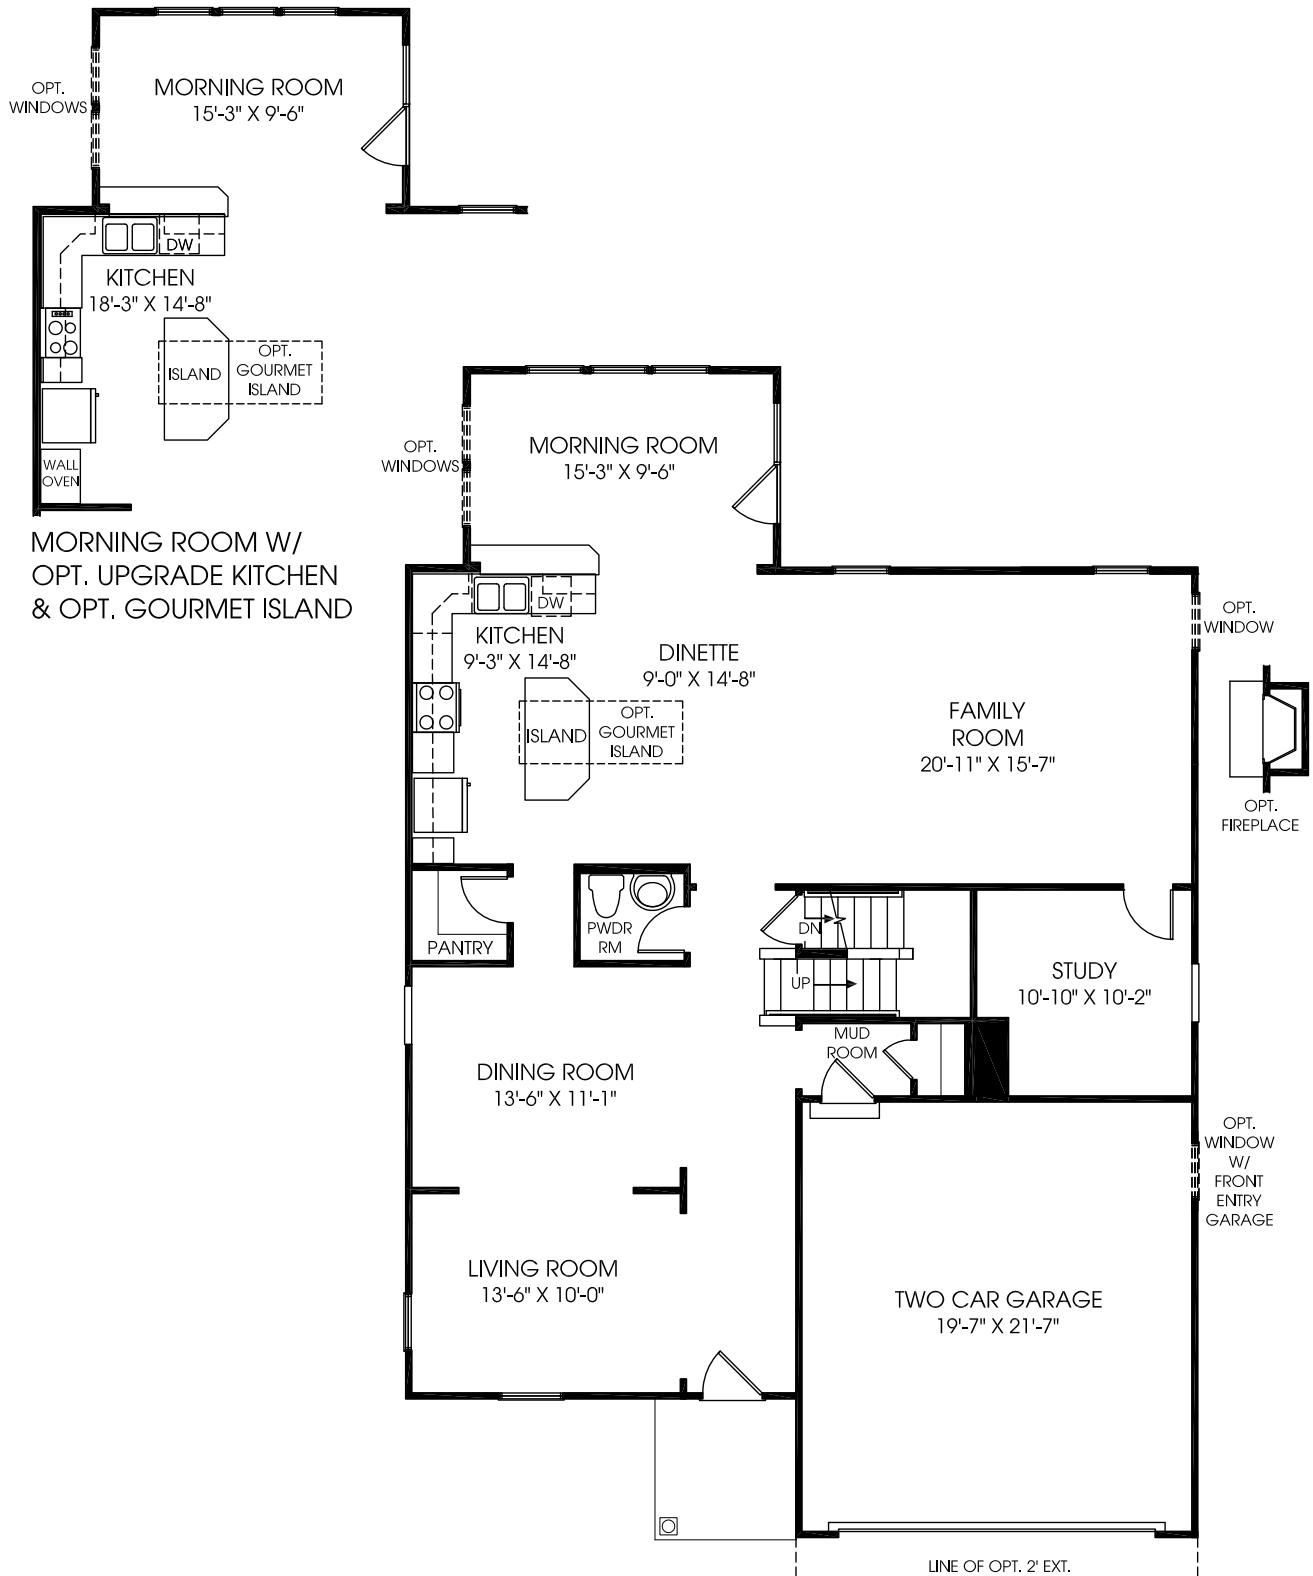 MORNING ROOM
15'-3" X 9'-6"
OPT.
WINDOWS
DW
KITCHEN
18'-3" X 14'-8"
ISLAND
OPT.
GOURMET
ISLAND
WALL
OVEN
MORNING ROOM W/
OPT. UPGRADE KITCHEN
& OPT. GOURMET ISLAND
MORNING ROOM
15'-3" X 9'-6"
OPT.
WINDOWS
DW
KITCHEN
9'-3" X 14'-8"
DINETTE
9'-0" X 14'-8"
ISLAND
OPT.
GOURMET
ISLAND
FAMILY
ROOM
20'-11" X 15'-7"
OPT.
WINDOW
OPT.
FIREPLACE
PANTRY
PWDR
RM
DN
UP
STUDY
10'-10" X 10'-2"
MUD
ROOM
DINING ROOM
13'-6" X 11'-1"
OPT.
WINDOW
W/
FRONT
ENTRY
GARAGE
LIVING ROOM
13'-6" X 10'-0"
TWO CAR GARAGE
19'-7" X 21'-7"
LINE OF OPT. 2' EXT.